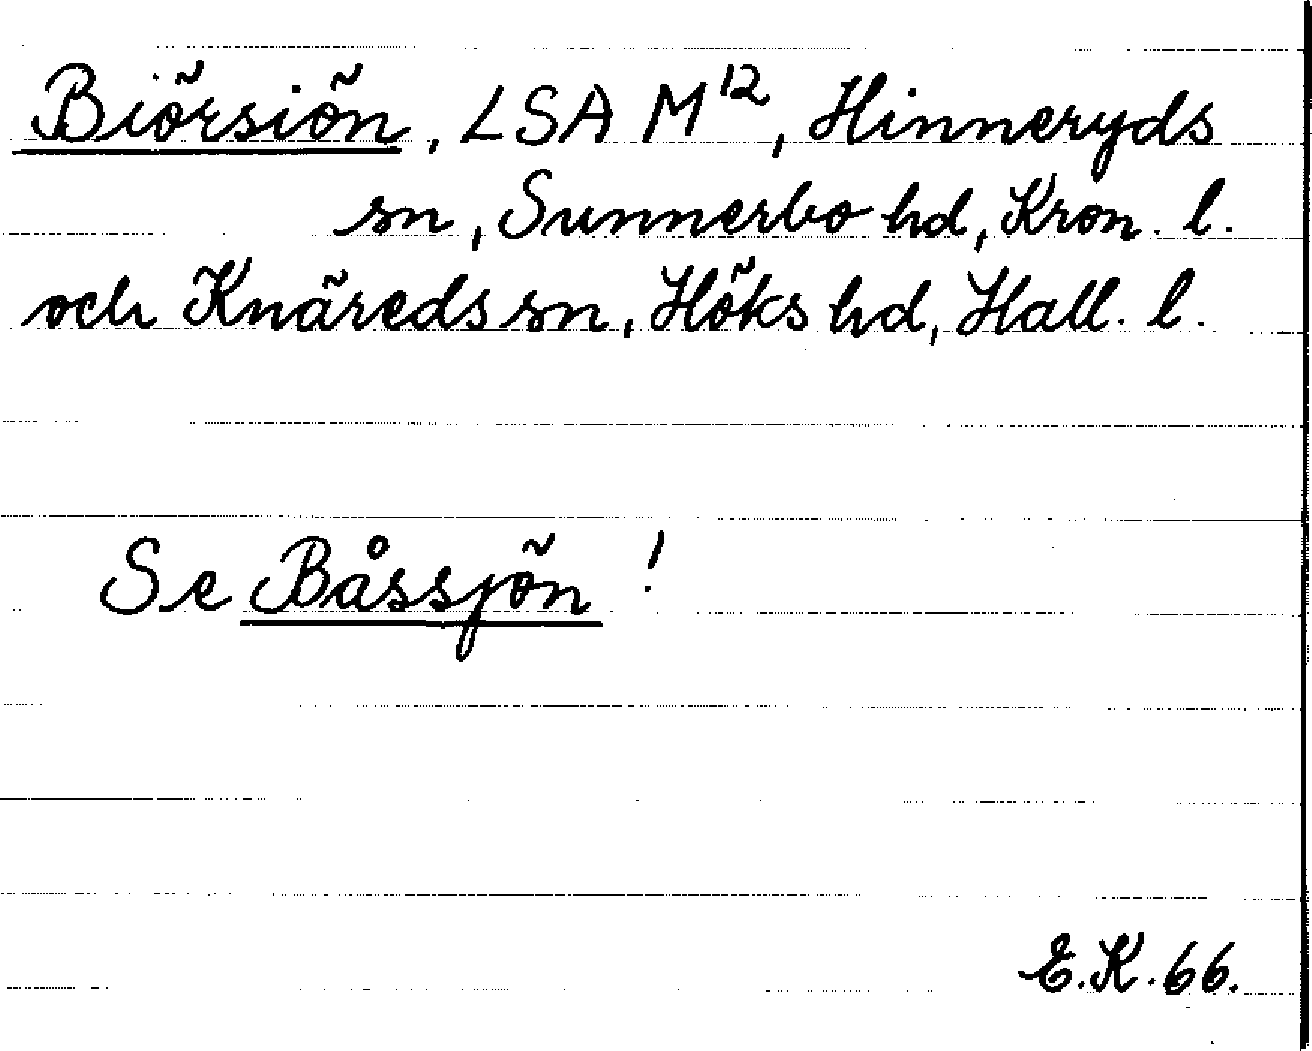 Biörsiön, LSA M¹², Hinneryds
sn, Sunnerbo hd, Kron. l.
och Knäreds sn, Höks hd, Hall. l.
Se Båssjön !
E.K. 66.